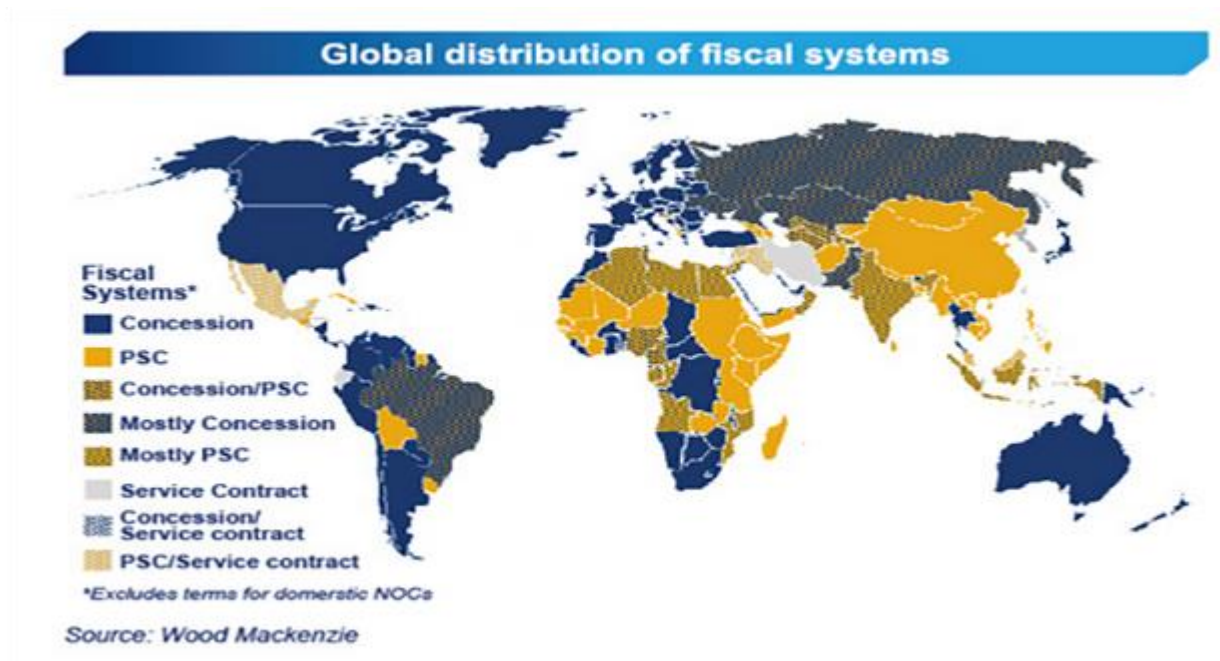 Global distribution of fiscal systems
Fiscal
Systems*
Concession
PSC
Concession/PSC
Mostly Concession
Mostly PSC
Service Contract
Concession/
Service contract
PSC/Service contract
*Excludes terms for domerstic NOCs
Source: Wood Mackenzie